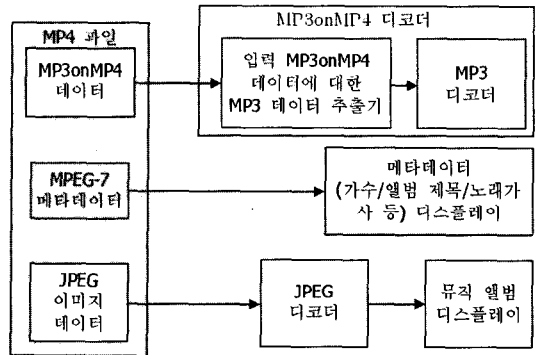 MP3onMP4 디코더
MP4 파일
MP3onMP4
데이터
입력 MP3onMP4
데이터에 대한
MP3 데이터 추출기
MP3
디코더
MPEG-7
메타데이터
메타데이터
(가수/앨범 제목/노래가
사 등) 디스플레이
JPEG
이미지
데이터
JPEG
디코더
뮤직 앨범
디스플레이